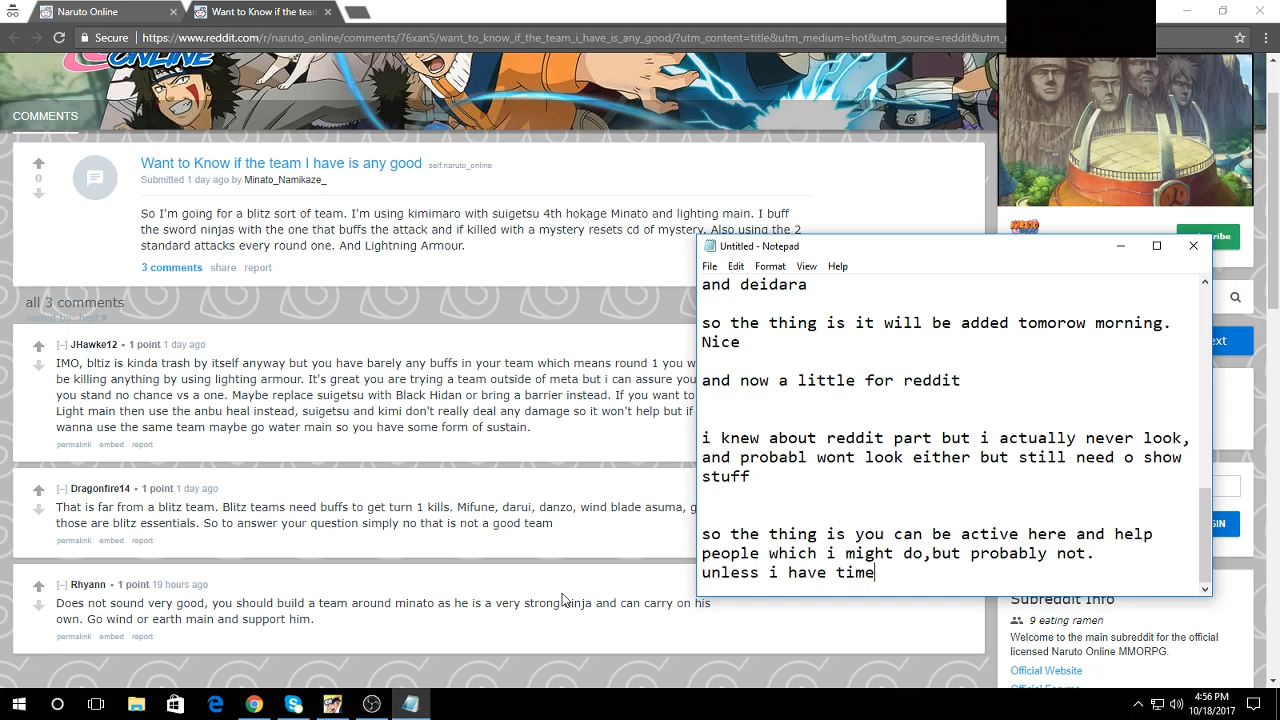 Naruto Online
Want to Know if the team
Secure
https://www.reddit.com/r/naruto_online/comments/76xan5/want_to_know_if_the_team_i_have_is_any_good/?utm_content=title&utm_medium=hot&utm_source=reddit&utm_
ONLINE
COMMENTS
0
Want to Know if the team I have is any good self.naruto_online
Submitted 1 day ago by Minato_Namikaze_
So I'm going for a blitz sort of team. I'm using kimimaro with suigetsu 4th hokage Minato and lighting main. I buff
the sword ninjas with the one that buffs the attack and if killed with a mystery resets cd of mystery. Also using the 2
standard attacks every round one. And Lightning Armour.
3 comments share report
all 3 comments
sorted by: best
[–] JHawke12 • 1 point 1 day ago
IMO, bltiz is kinda trash by itself anyway but you have barely any buffs in your team which means round 1 you w
be killing anything by using lighting armour. It's great you are trying a team outside of meta but i can assure you
you stand no chance vs a one. Maybe replace suigetsu with Black Hidan or bring a barrier instead. If you want to
Light main then use the anbu heal instead, suigetsu and kimi don't really deal any damage so it won't help but if
wanna use the same team maybe go water main so you have some form of sustain.
permalink embed report
[–] Dragonfire14 • 1 point 1 day ago
That is far from a blitz team. Blitz teams need buffs to get turn 1 kills. Mifune, darui, danzo, wind blade asuma, g
those are blitz essentials. So to answer your question simply no that is not a good team
permalink embed report
[–] Rhyann • 1 point 19 hours ago
Does not sound very good, you should build a team around minato as he is a very strong ninja and can carry on his
own. Go wind or earth main and support him.
permalink embed report
Untitled - Notepad
File Edit Format View Help
and deidara
so the thing is it will be added tomorow morning.
Nice
and now a little for reddit
i knew about reddit part but i actually never look,
and probabl wont look either but still need o show
stuff
so the thing is you can be active here and help
people which i might do,but probably not.
unless i have time
ribe
ext
GIN
Subreddit Info
9 eating ramen
Welcome to the main subreddit for the official
licensed Naruto Online MMORPG.
Official Website
Official Forums
4:56 PM
10/18/2017